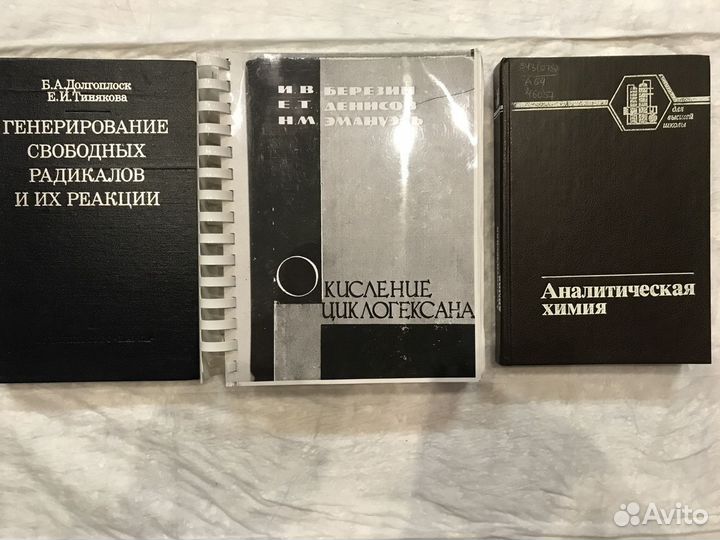 Б.А.Долгоплоск
Е.И.Тинякова
ГЕНЕРИРОВАНИЕ
СВОБОДНЫХ
РАДИКАЛОВ
И ИХ РЕАКЦИИ
И. В. БЕРЕЗИН
Е. Т. ДЕНИСОВ
Н.М. ЭМАНУЭЛЬ
ОКИСЛЕНИЕ
ЦИКЛОГЕКСАНА
для
высшей
школы
Аналитическая
химия
Avito